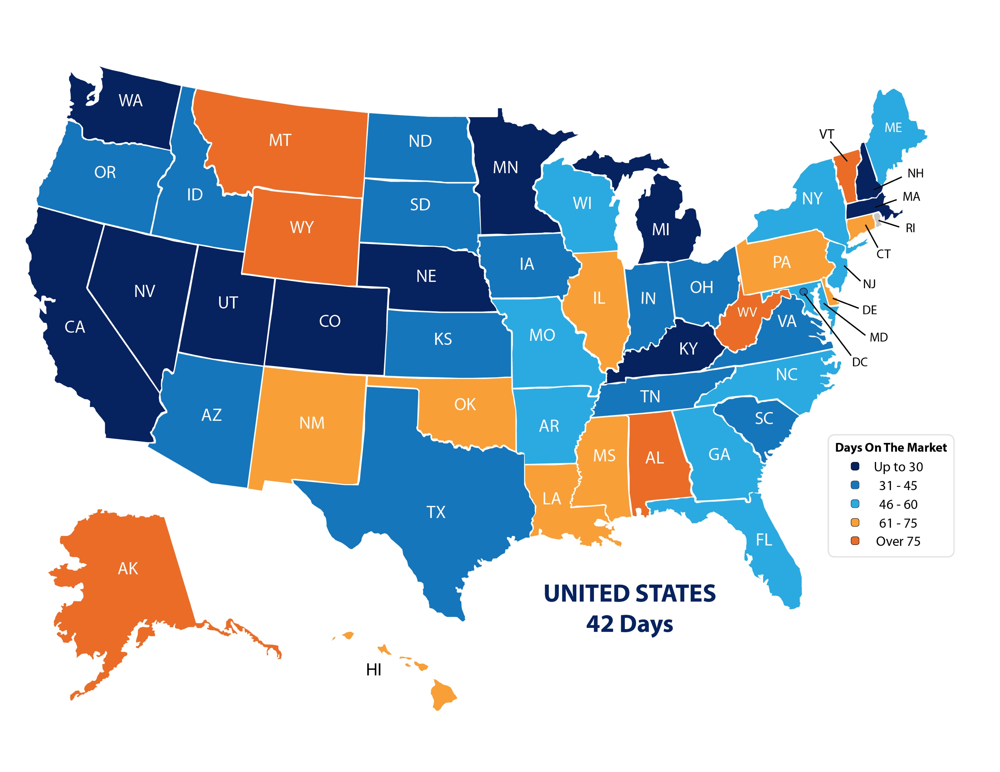 WA
MT
ND
ME
VT
MN
OR
NH
ID
WI
NY
SD
MA
WY
MI
RI
CT
IA
PA
NE
NJ
OH
NV
IL
IN
UT
DE
WV
CO
VA
CA
MO
KS
MD
KY
DC
NC
TN
OK
AZ
SC
NM
AR
MS
AL
GA
LA
TX
FL
Days On The Market
Up to 30
31 - 45
46 - 60
61 - 75
Over 75
AK
UNITED STATES
42 Days
HI